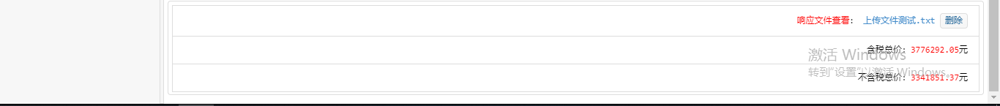 响应文件查看： 上传文件测试.txt 删除
含税总价：3776292.05元
激活 Windows
转到"设置"以激活 Windows。
不含税总价：3341851.37元